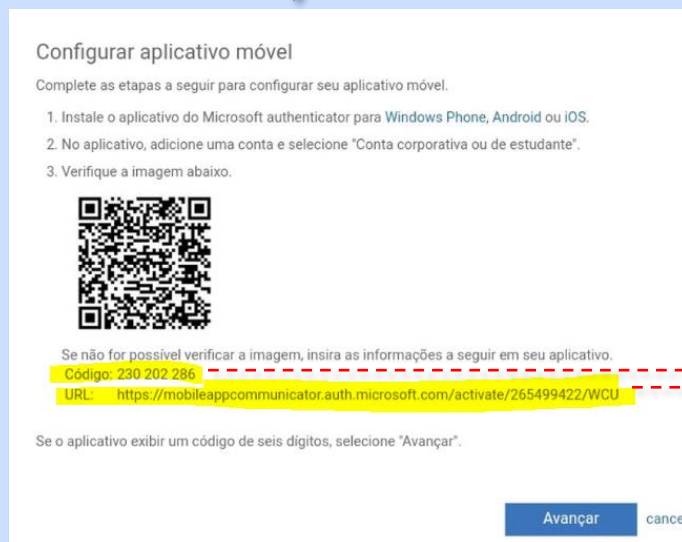 Configurar aplicativo móvel
Complete as etapas a seguir para configurar seu aplicativo móvel.
1. Instale o aplicativo do Microsoft authenticator para Windows Phone, Android ou iOS.
2. No aplicativo, adicione uma conta e selecione "Conta corporativa ou de estudante".
3. Verifique a imagem abaixo.
Se não for possível verificar a imagem, insira as informações a seguir em seu aplicativo.
Código: 230 202 286
URL: https://mobileappcommunicator.auth.microsoft.com/activate/265499422/WCU
Se o aplicativo exibir um código de seis dígitos, selecione "Avançar".
Avançar cance